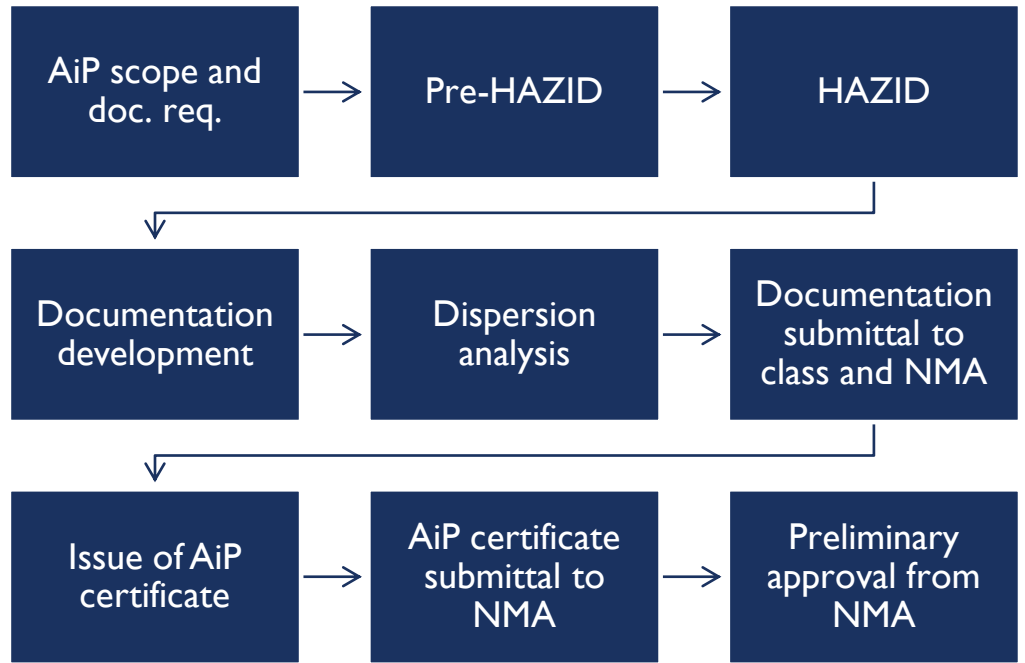 AiP scope and
doc. req.
Pre-HAZID
HAZID
Documentation
development
Dispersion
analysis
Documentation
submittal to
class and NMA
Issue of AiP
certificate
AiP certificate
submittal to
NMA
Preliminary
approval from
NMA